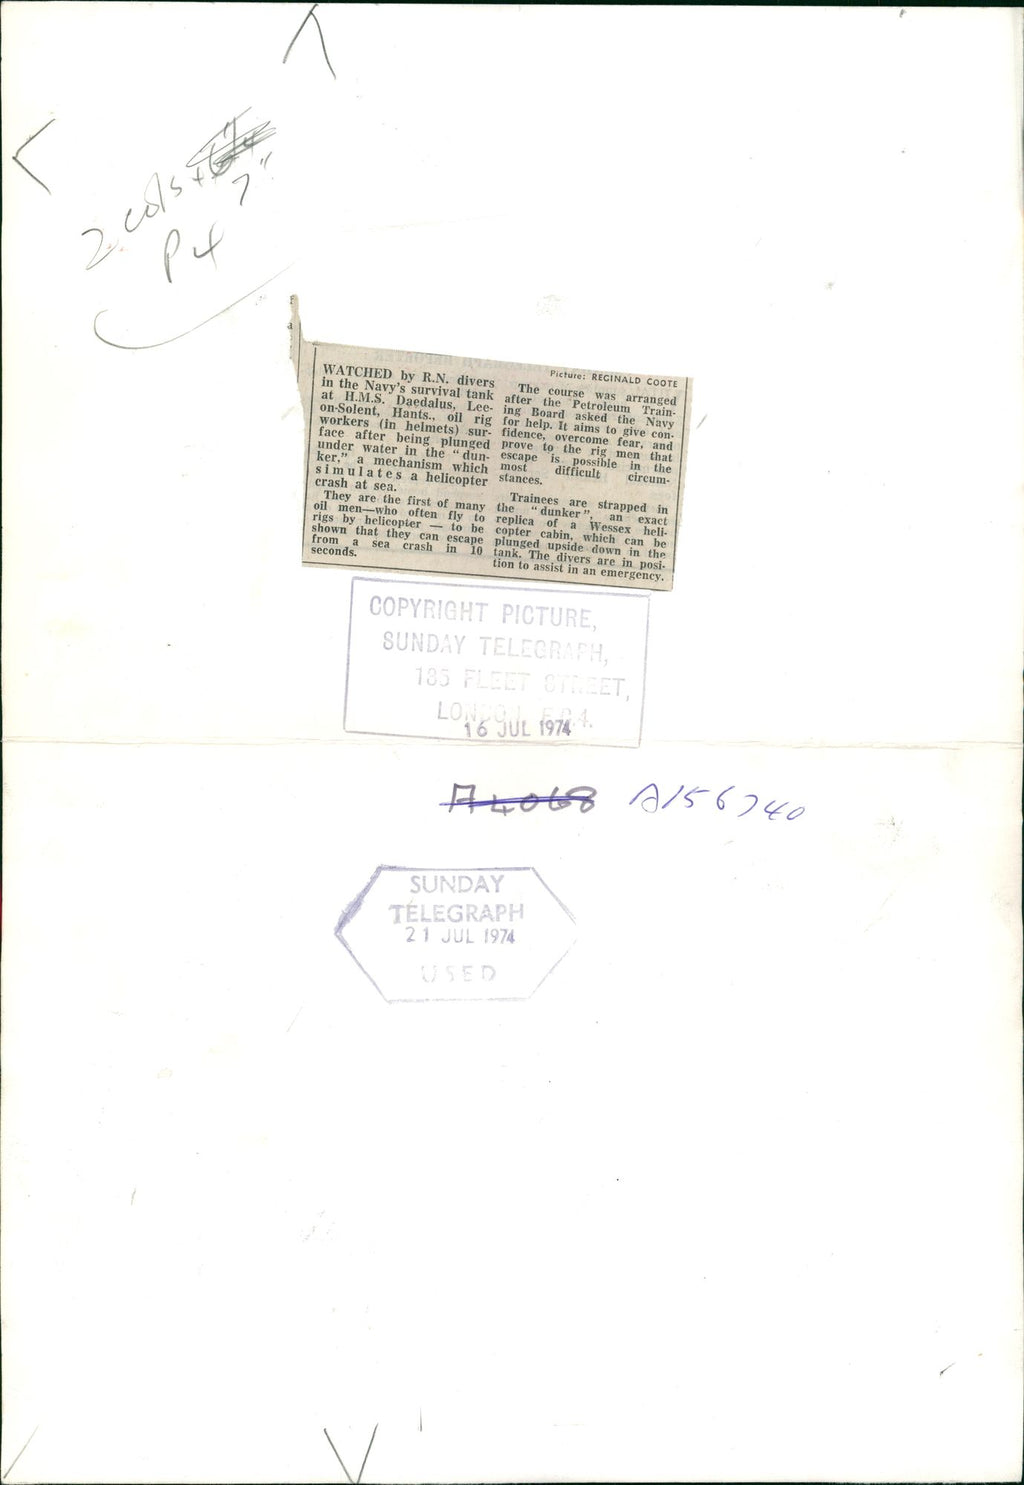 2 cols +
7"
P4
Picture: REGINALD COOTE
WATCHED by R.N. divers
in the Navy's survival tank
at H.M.S. Daedalus, Lee-
on-Solent, Hants., oil rig
workers (in helmets) sur-
face after being plunged
under water in the "dun-
ker," a mechanism which
simulates a helicopter
crash at sea.
They are the first of many
oil men—who often fly to
rigs by helicopter — to be
shown that they can escape
from a sea crash in 10
seconds.
The course was arranged
after the Petroleum Train-
ing Board asked the Navy
for help. It aims to give con-
fidence, overcome fear, and
prove to the rig men that
escape is possible in the
most difficult circum-
stances.
Trainees are strapped in
the "dunker", an exact
replica of a Wessex heli-
copter cabin, which can be
plunged upside down in the
tank. The divers are in posi-
tion to assist in an emergency.
COPYRIGHT PICTURE,
SUNDAY TELEGRAPH,
135 FLEET STREET,
LONDON, E.C.4.
16 JUL 1974
A4068 A156740
SUNDAY
TELEGRAPH
21 JUL 1974
USED